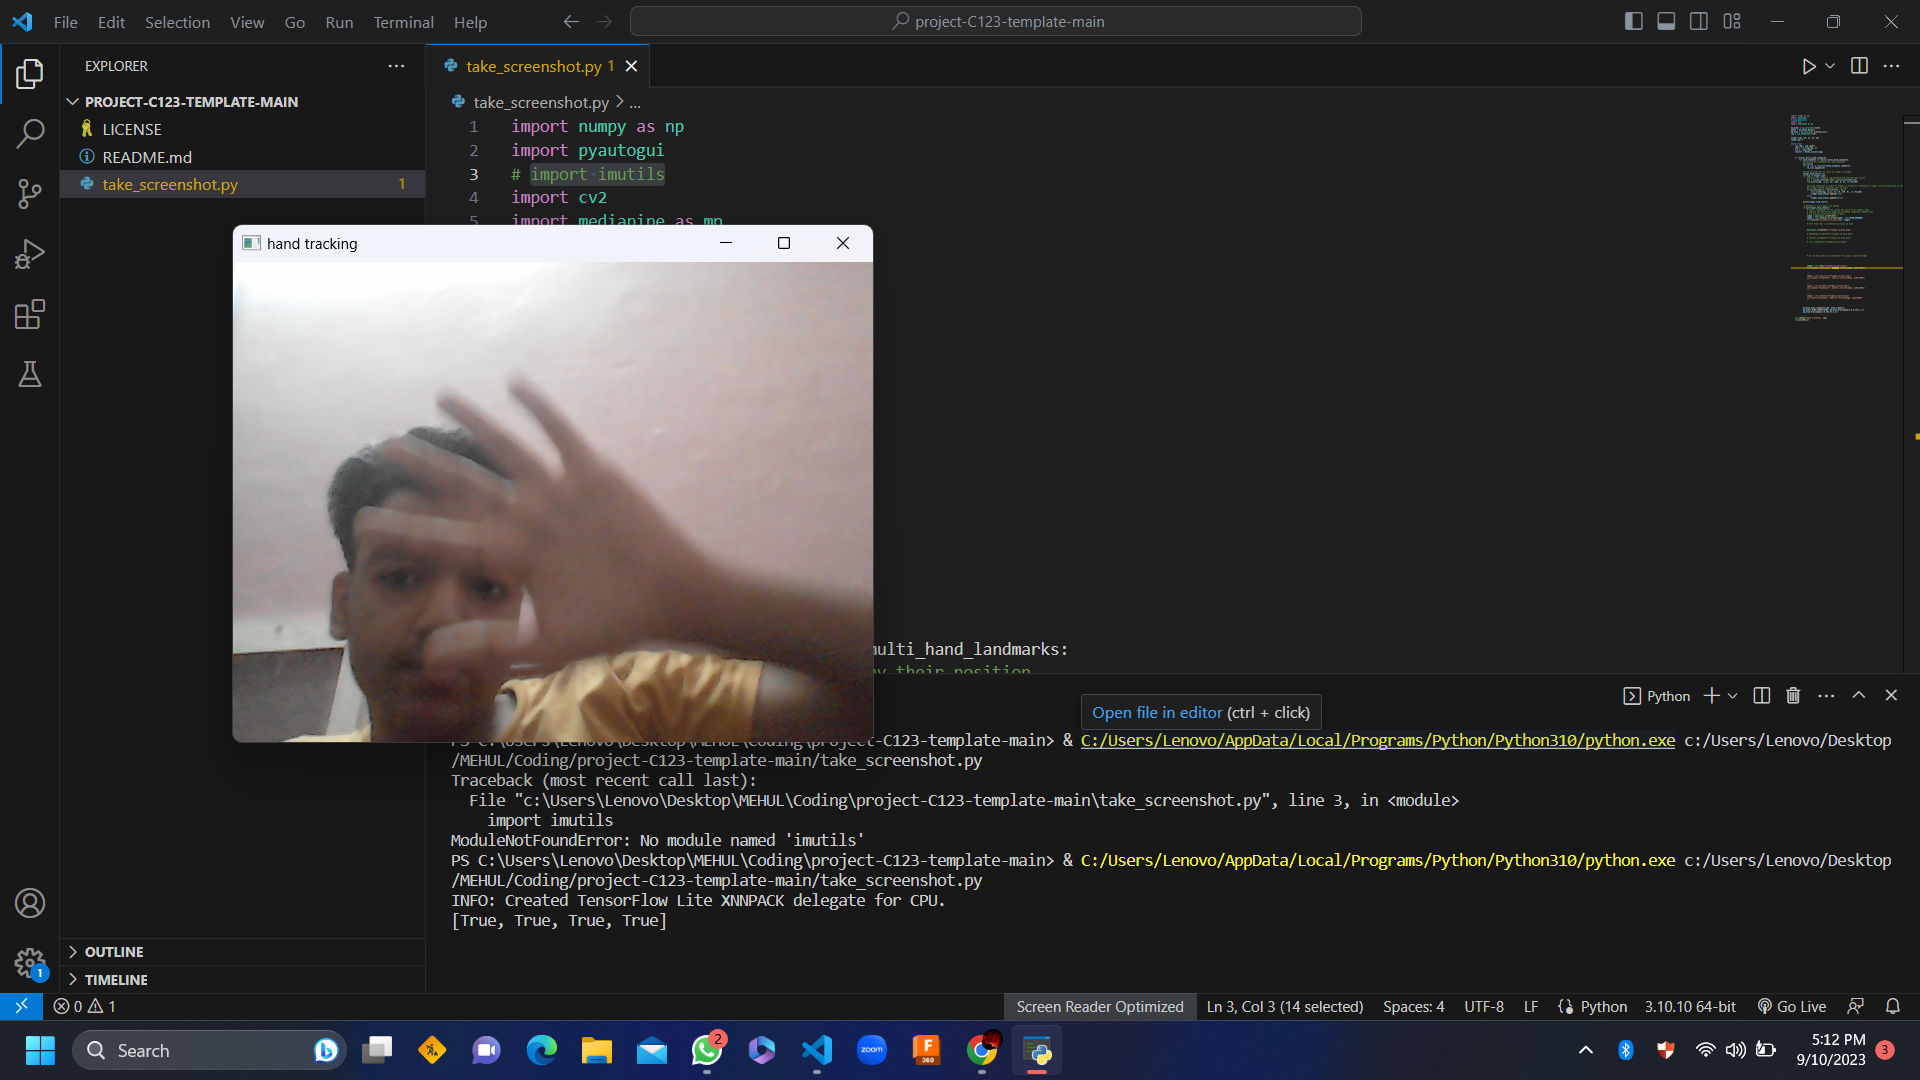 File Edit Selection View Go Run Terminal Help
project-C123-template-main
EXPLORER
PROJECT-C123-TEMPLATE-MAIN
LICENSE
README.md
take_screenshot.py 1
OUTLINE
TIMELINE
take_screenshot.py 1
take_screenshot.py > ...
1 import numpy as np
2 import pyautogui
3 # import imutils
4 import cv2
5 import mediapipe as mp
hand tracking
multi_hand_landmarks:
by their position
Python
Open file in editor (ctrl + click)
PS C:\Users\Lenovo\Desktop\MEHUL\Coding\project-C123-template-main> & C:/Users/Lenovo/AppData/Local/Programs/Python/Python310/python.exe c:/Users/Lenovo/Desktop
/MEHUL/Coding/project-C123-template-main/take_screenshot.py
Traceback (most recent call last):
File "c:\Users\Lenovo\Desktop\MEHUL\Coding\project-C123-template-main\take_screenshot.py", line 3, in <module>
import imutils
ModuleNotFoundError: No module named 'imutils'
PS C:\Users\Lenovo\Desktop\MEHUL\Coding\project-C123-template-main> & C:/Users/Lenovo/AppData/Local/Programs/Python/Python310/python.exe c:/Users/Lenovo/Desktop
/MEHUL/Coding/project-C123-template-main/take_screenshot.py
INFO: Created TensorFlow Lite XNNPACK delegate for CPU.
[True, True, True, True]
1
0 1
Screen Reader Optimized Ln 3, Col 3 (14 selected) Spaces: 4 UTF-8 LF Python 3.10.10 64-bit Go Live
Search
2
zoom
F
360
5:12 PM
9/10/2023
3